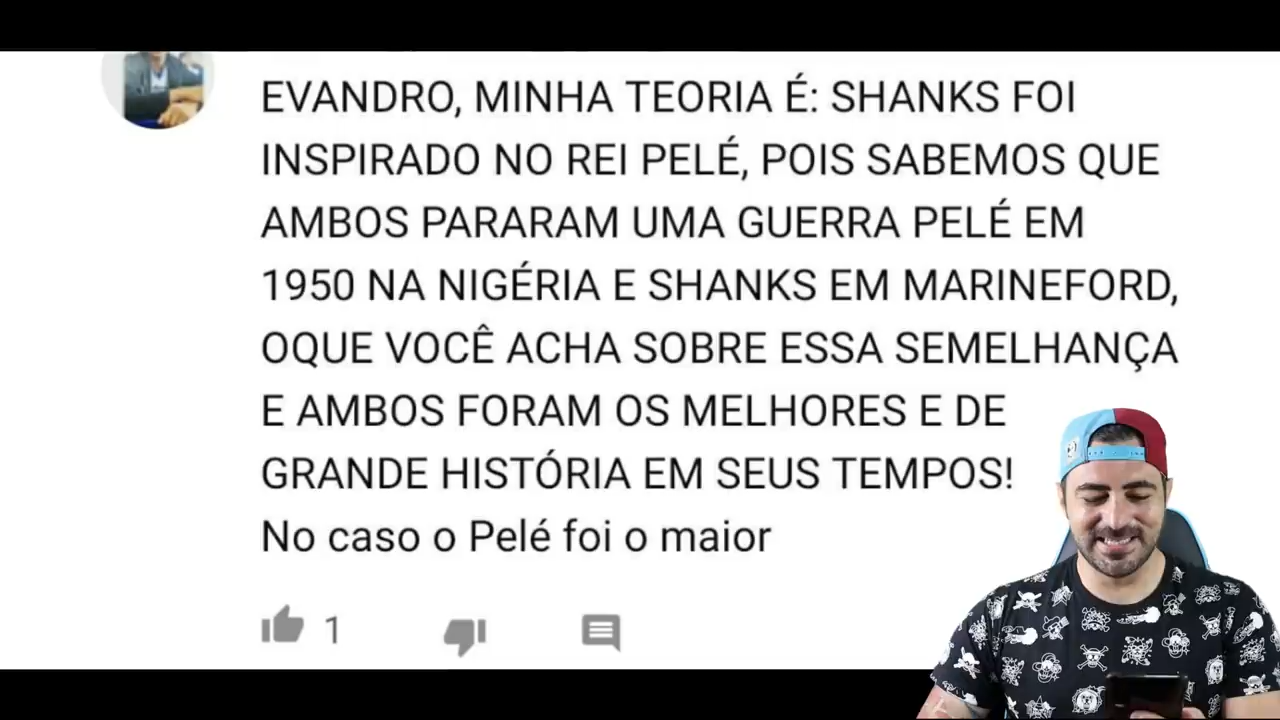 EVANDRO, MINHA TEORIA É: SHANKS FOI
INSPIRADO NO REI PELÉ, POIS SABEMOS QUE
AMBOS PARARAM UMA GUERRA PELÉ EM
1950 NA NIGÉRIA E SHANKS EM MARINEFORD,
OQUE VOCÊ ACHA SOBRE ESSA SEMELHANÇA
E AMBOS FORAM OS MELHORES E DE
GRANDE HISTÓRIA EM SEUS TEMPOS!
No caso o Pelé foi o maior
1